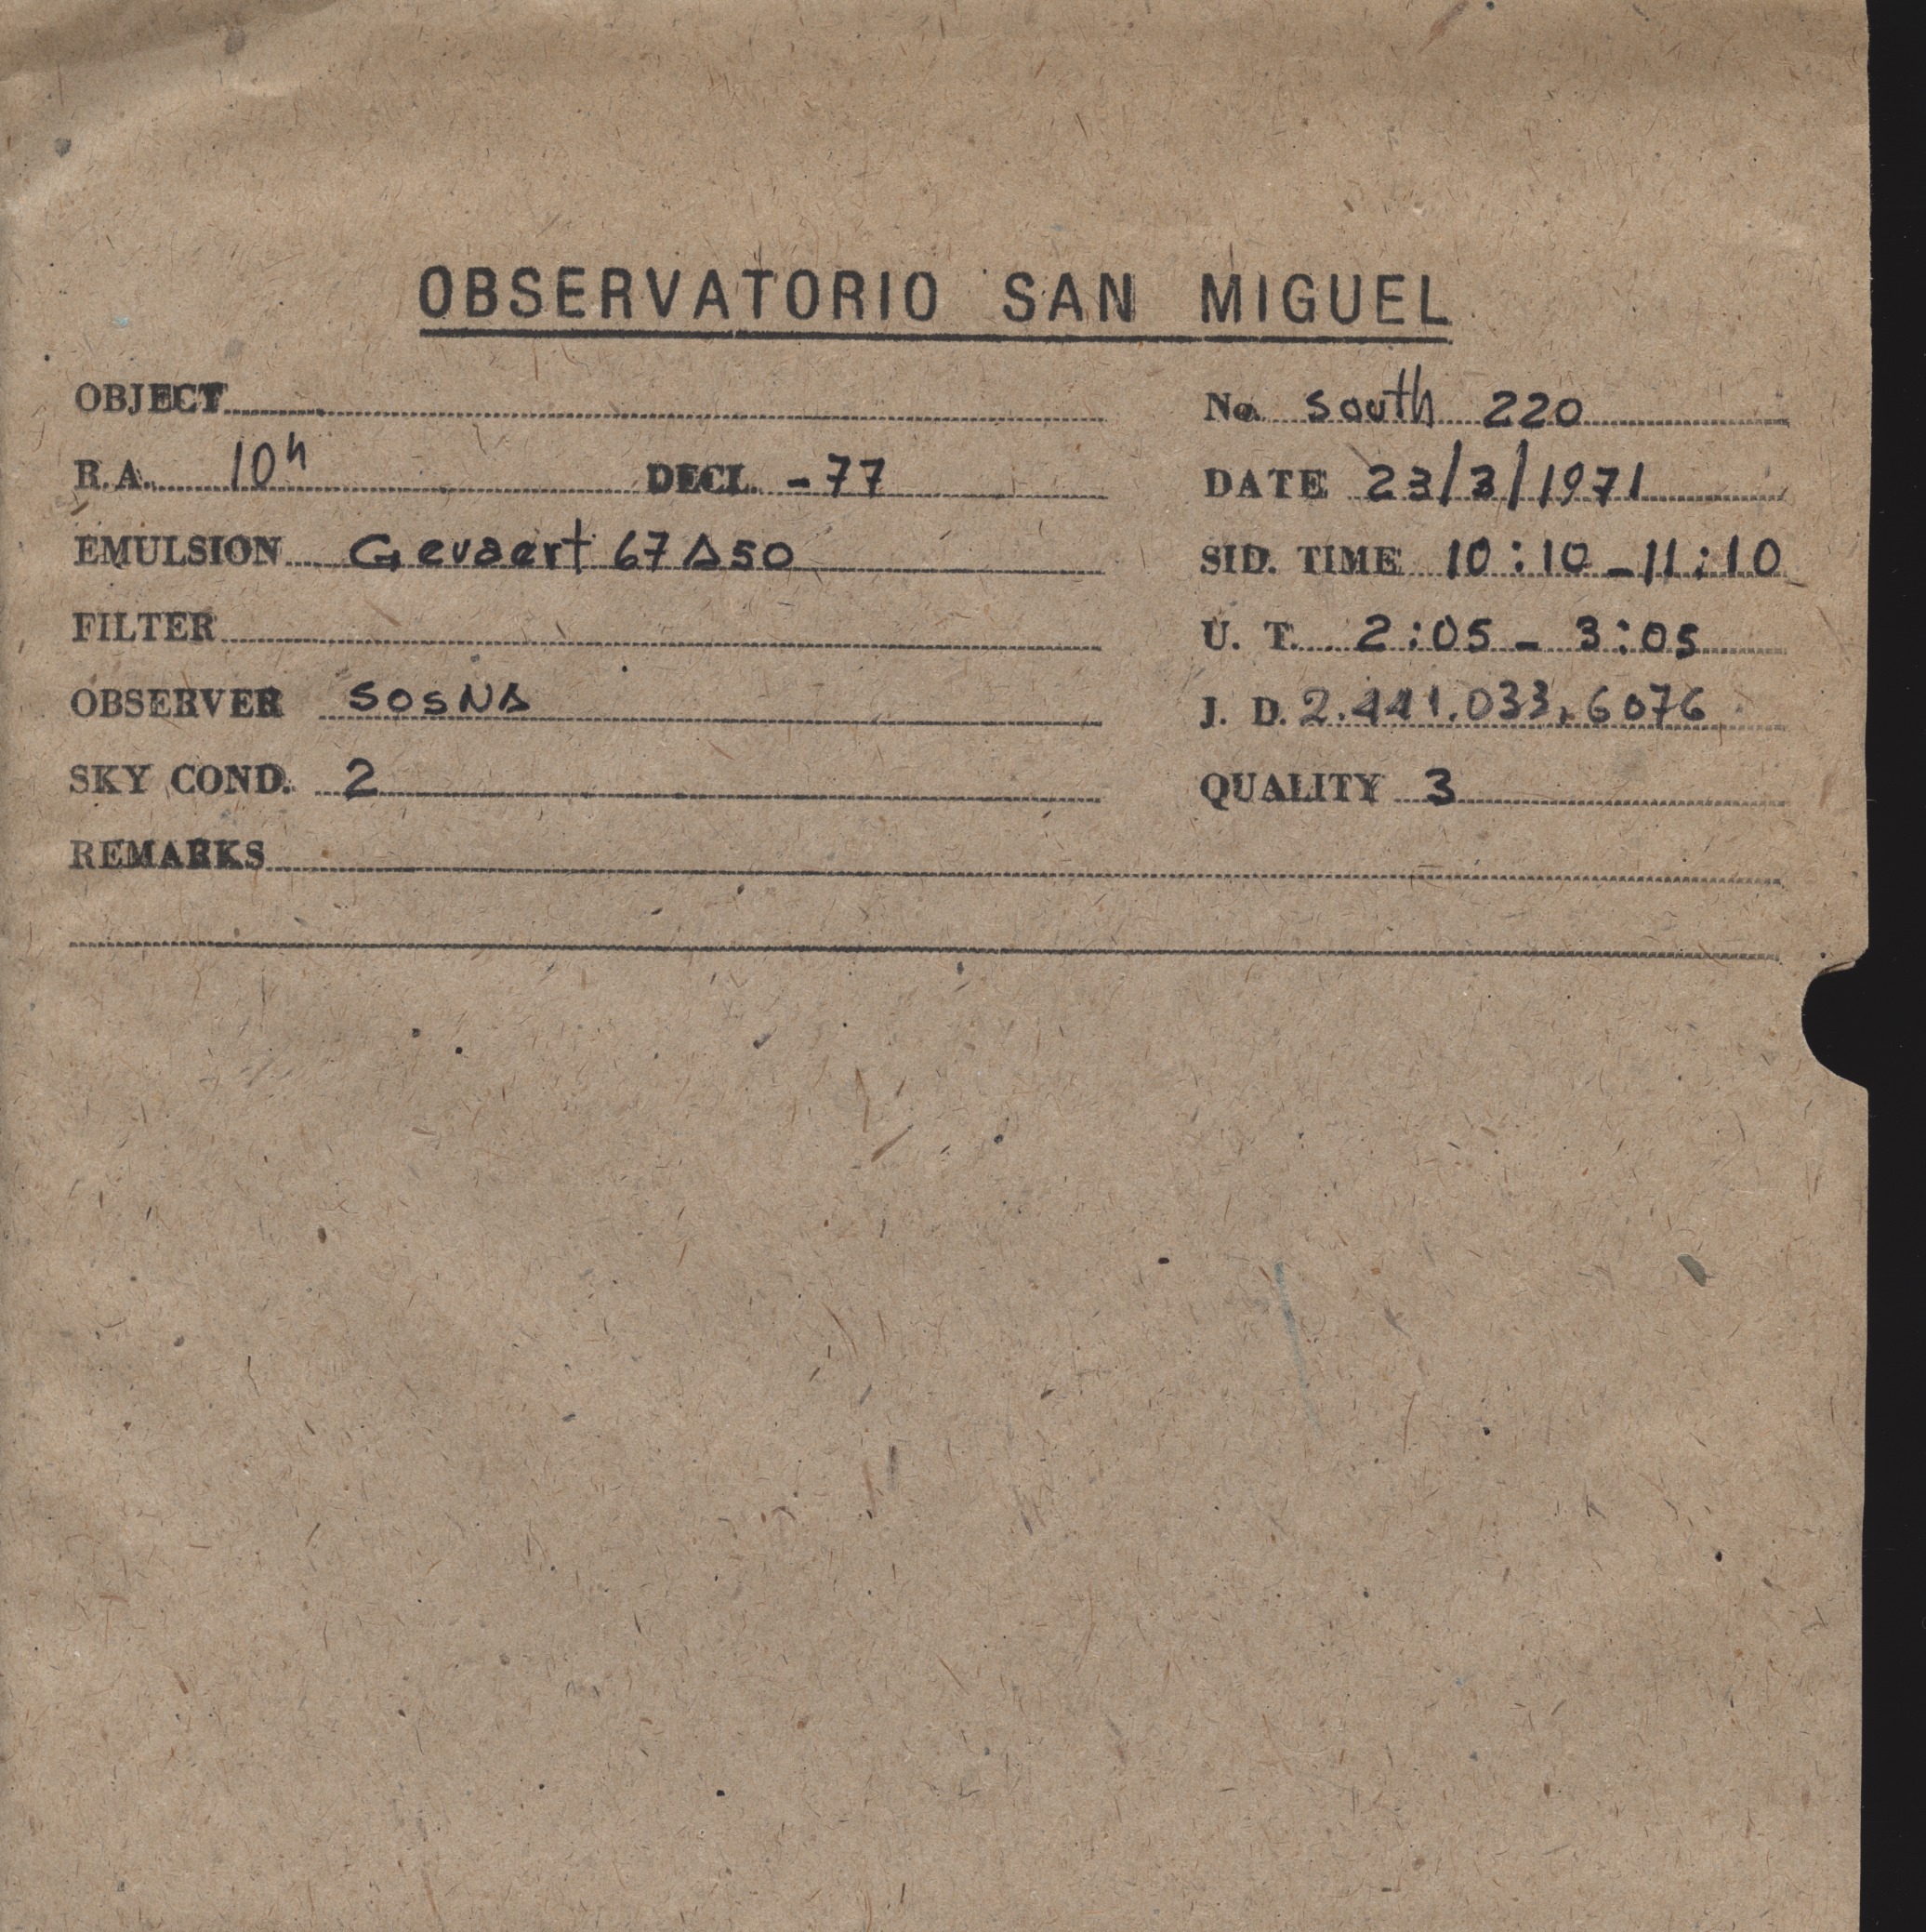 OBSERVATORIO SAN MIGUEL
OBJECT
No. south 220
R.A. 10h DECL. -77
DATE 23/3/1971
EMULSION Gevaert 67A50
SID. TIME 10:10-11:10
FILTER
U. T. 2:05 - 3:05
OBSERVER SOSNA
J. D. 2.441.033,6076
SKY COND. 2
QUALITY 3
REMARKS